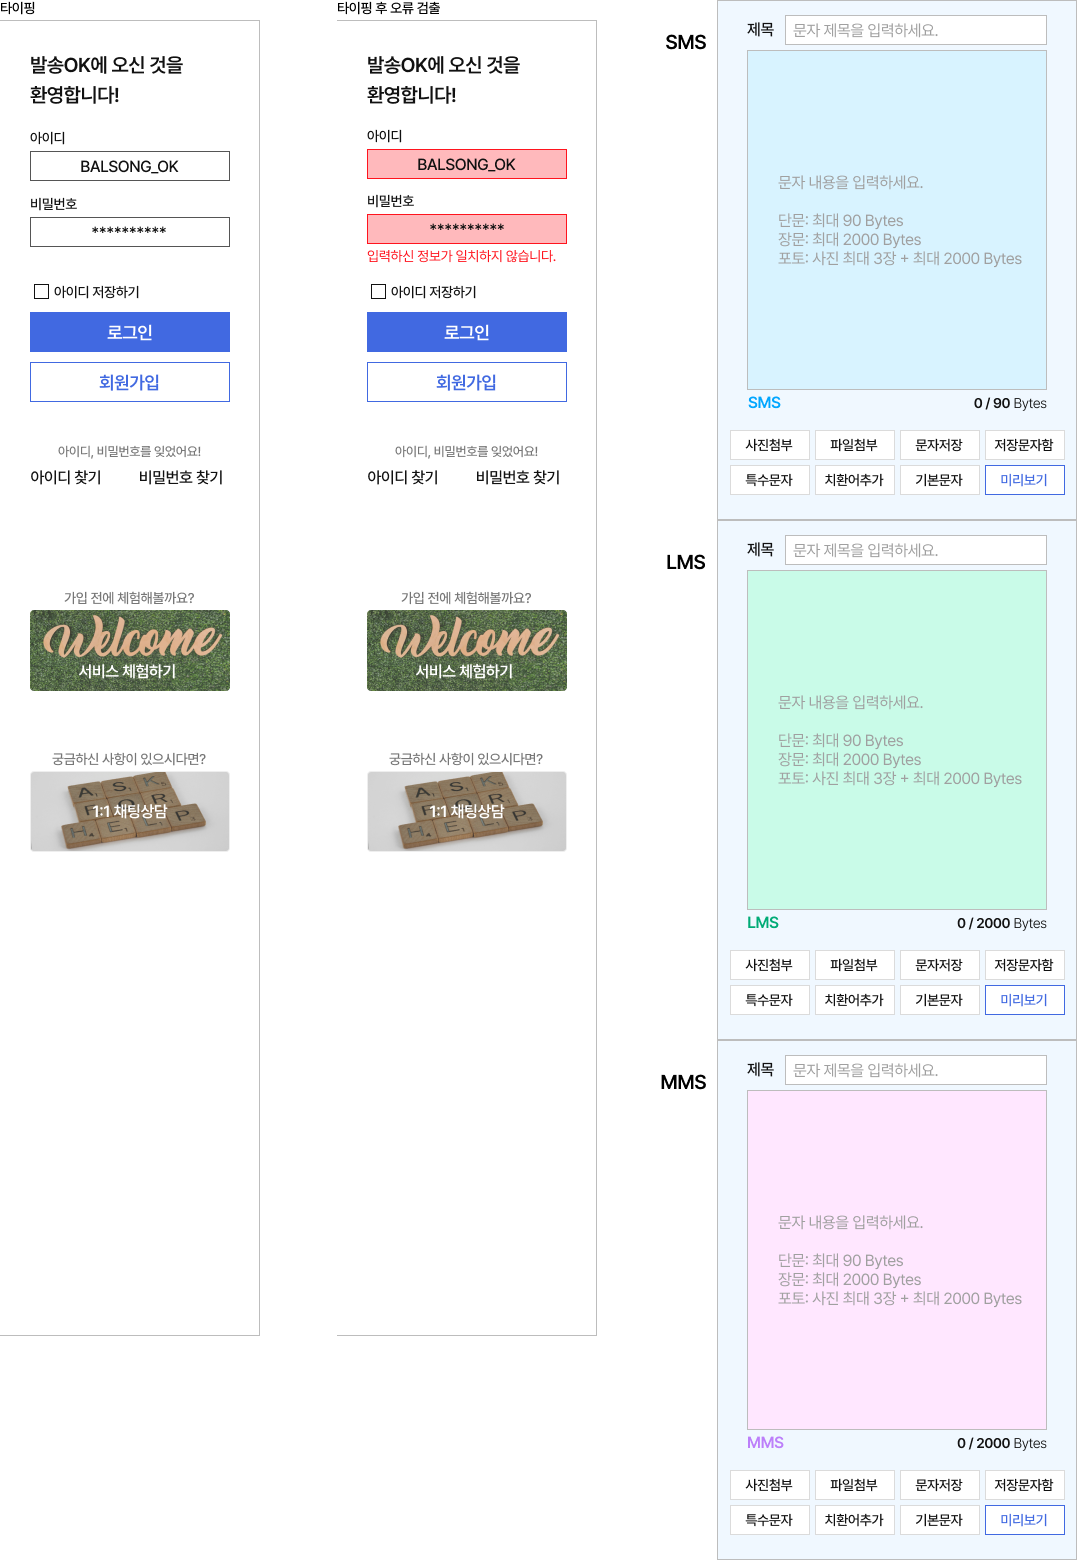 타이핑
발송OK에 오신 것을
환영합니다!
아이디
BALSONG_OK
비밀번호
**********
아이디 저장하기
로그인
회원가입
아이디, 비밀번호를 잊었어요!
아이디 찾기 비밀번호 찾기
가입 전에 체험해볼까요?
Welcome
서비스 체험하기
궁금하신 사항이 있으시다면?
ASK
FOR
HELP
1:1 채팅상담
타이핑 후 오류 검출
발송OK에 오신 것을
환영합니다!
아이디
BALSONG_OK
비밀번호
**********
입력하신 정보가 일치하지 않습니다.
아이디 저장하기
로그인
회원가입
아이디, 비밀번호를 잊었어요!
아이디 찾기 비밀번호 찾기
가입 전에 체험해볼까요?
Welcome
서비스 체험하기
궁금하신 사항이 있으시다면?
ASK
FOR
HELP
1:1 채팅상담
SMS
제목 문자 제목을 입력하세요.
문자 내용을 입력하세요.
단문: 최대 90 Bytes
장문: 최대 2000 Bytes
포토: 사진 최대 3장 + 최대 2000 Bytes
SMS 0 / 90 Bytes
사진첨부 파일첨부 문자저장 저장문자함
특수문자 치환어추가 기본문자 미리보기
LMS
제목 문자 제목을 입력하세요.
문자 내용을 입력하세요.
단문: 최대 90 Bytes
장문: 최대 2000 Bytes
포토: 사진 최대 3장 + 최대 2000 Bytes
LMS 0 / 2000 Bytes
사진첨부 파일첨부 문자저장 저장문자함
특수문자 치환어추가 기본문자 미리보기
MMS
제목 문자 제목을 입력하세요.
문자 내용을 입력하세요.
단문: 최대 90 Bytes
장문: 최대 2000 Bytes
포토: 사진 최대 3장 + 최대 2000 Bytes
MMS 0 / 2000 Bytes
사진첨부 파일첨부 문자저장 저장문자함
특수문자 치환어추가 기본문자 미리보기